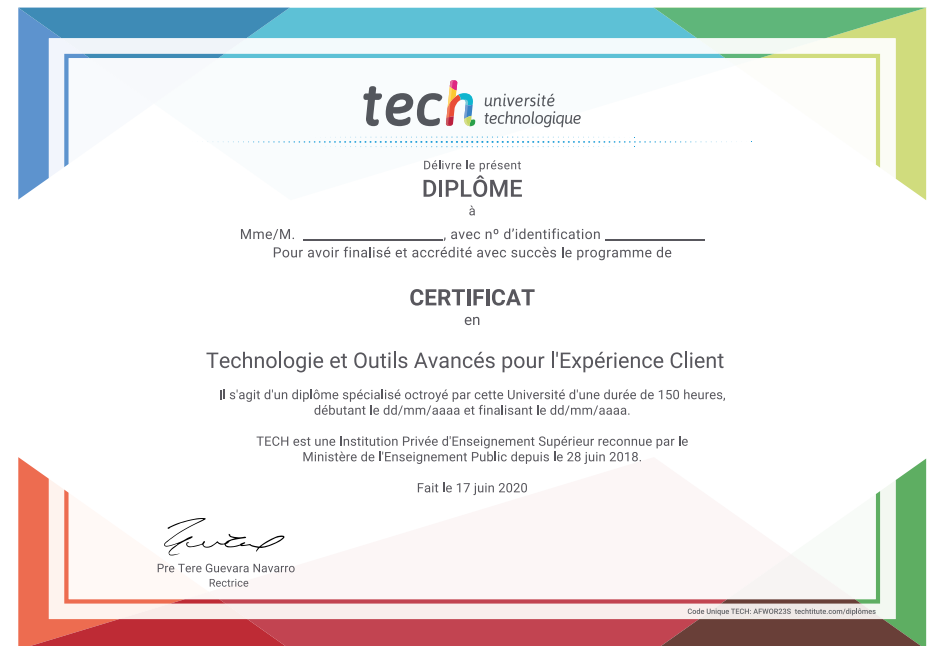 tech université
technologique
Délivre le présent
DIPLÔME
à
Mme/M. ____________, avec nº d'identification ____________
Pour avoir finalisé et accrédité avec succès le programme de
CERTIFICAT
en
Technologie et Outils Avancés pour l'Expérience Client
Il s'agit d'un diplôme spécialisé octroyé par cette Université d'une durée de 150 heures,
débutant le dd/mm/aaaa et finalisant le dd/mm/aaaa.
TECH est une Institution Privée d'Enseignement Supérieur reconnue par le
Ministère de l'Enseignement Public depuis le 28 juin 2018.
Fait le 17 juin 2020
Pre Tere Guevara Navarro
Rectrice
Code Unique TECH: AFWOR23S techtitute.com/diplômes